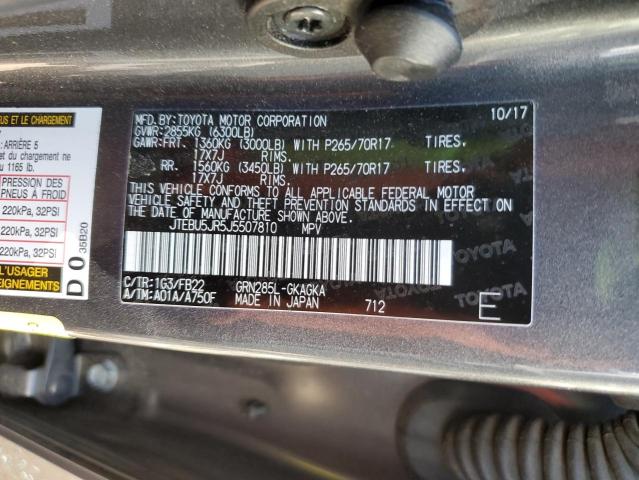 ES ET LE CHARGEMENT
: ARRIÈRE 5
et du chargement ne
u 1165 lb.
PRESSION DES
PNEUS À FROID
220kPa, 32PSI
220kPa, 32PSI
220kPa, 32PSI
L'USAGER
EIGNEMENTS
D 0
35B20
MFD. BY: TOYOTA MOTOR CORPORATION 10/17
GVWR: 2855KG (6300LB)
GAWR: FRT. 1360KG (3000LB) WITH P265/70R17 TIRES.
17X7J RIMS.
RR. 1560KG (3450LB) WITH P265/70R17 TIRES.
17X7J RIMS.
THIS VEHICLE CONFORMS TO ALL APPLICABLE FEDERAL MOTOR
VEHICLE SAFETY AND THEFT PREVENTION STANDARDS IN EFFECT ON
THE DATE OF MANUFACTURE SHOWN ABOVE.
JTEBU5JR5J5507810 MPV
C/TR: 1G3/FB22 GRN285L-GKAGKA
A/TM: A01A/A750F MADE IN JAPAN 712
E
TOYOTA